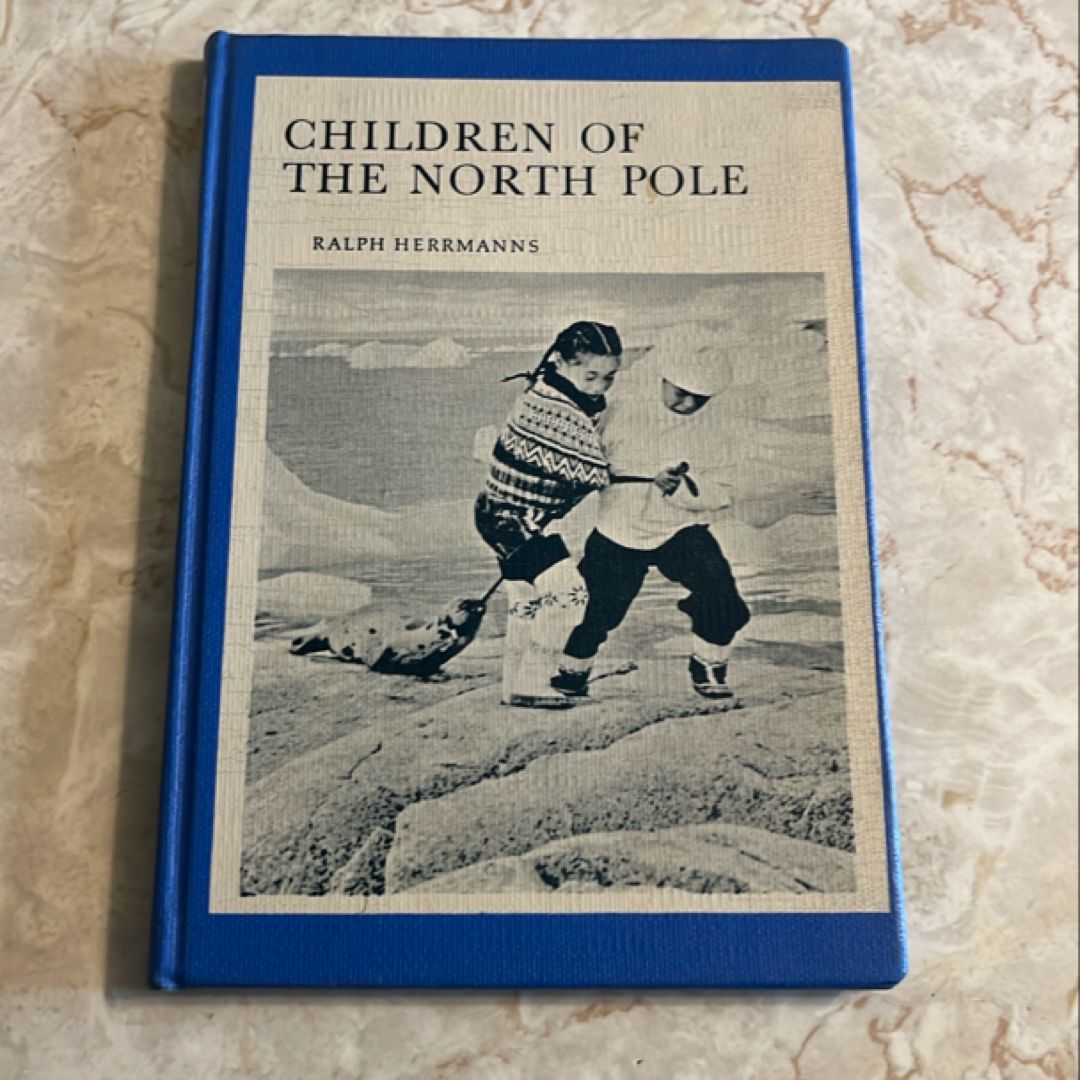 CHILDREN OF
THE NORTH POLE
RALPH HERRMANNS